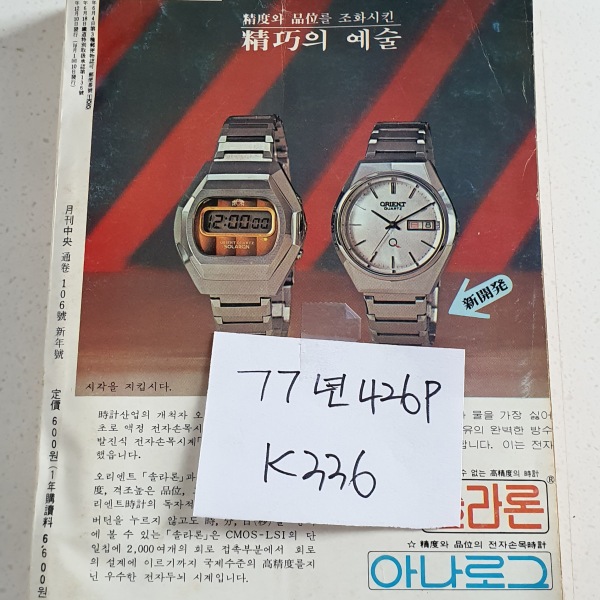 精度와 品位를 조화시킨
精巧의 예술
月刊中央 通卷 106號 新年號
定價 600원(1年 購讀料 6,600원
12:00 00
ORIENT QUARTZ
SOLARON
ORIENT
QUARTZ
新開発
시각을 지킵시다.
77년 426P
K336
時計산업의 개척자 오
초로 액정 전자손목시
발진식 전자손목시계「
했읍니다.
오리엔트「솔라론」과
度, 격조높은 品位,
리엔트時計의 독자적
버턴을 누르지 않고도 時, 分,
에 볼 수 있는「솔라론」은 CMOS-LSI의 단
일칩에 2,000여개의 회로 접속부분에서 회로
의 설계에 이르기까지 국제수준의 高精度를지
닌 우수한 전자두뇌 시계입니다.
물을 가장 싫어
유의 완벽한 방수
합니다. 이는 전자
수 없는 高精度의 時計
라론®
☆ 精度와 品位의 전자손목時計
아나로그